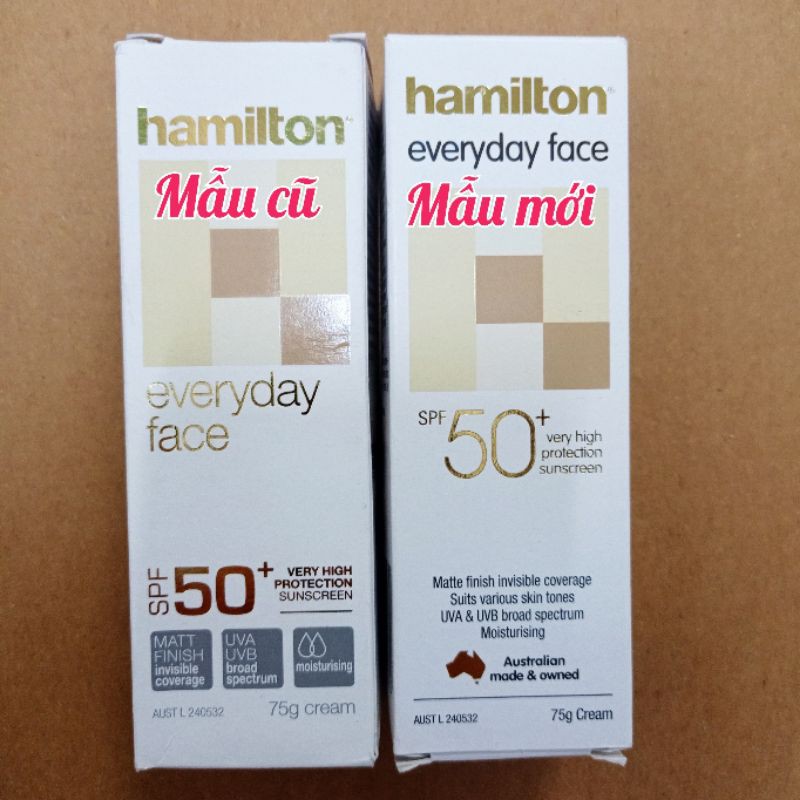 hamilton
Mẫu cũ
everyday
face
SPF 50+
VERY HIGH
PROTECTION
SUNSCREEN
MATT
FINISH
invisible
coverage
UVA
UVB
broad
spectrum
moisturising
AUST L 240532
75g cream
hamilton®
everyday face
Mẫu mới
SPF 50+
very high
protection
sunscreen
Matte finish invisible coverage
Suits various skin tones
UVA & UVB broad spectrum
Moisturising
Australian
made & owned
AUST L 240532
75g Cream